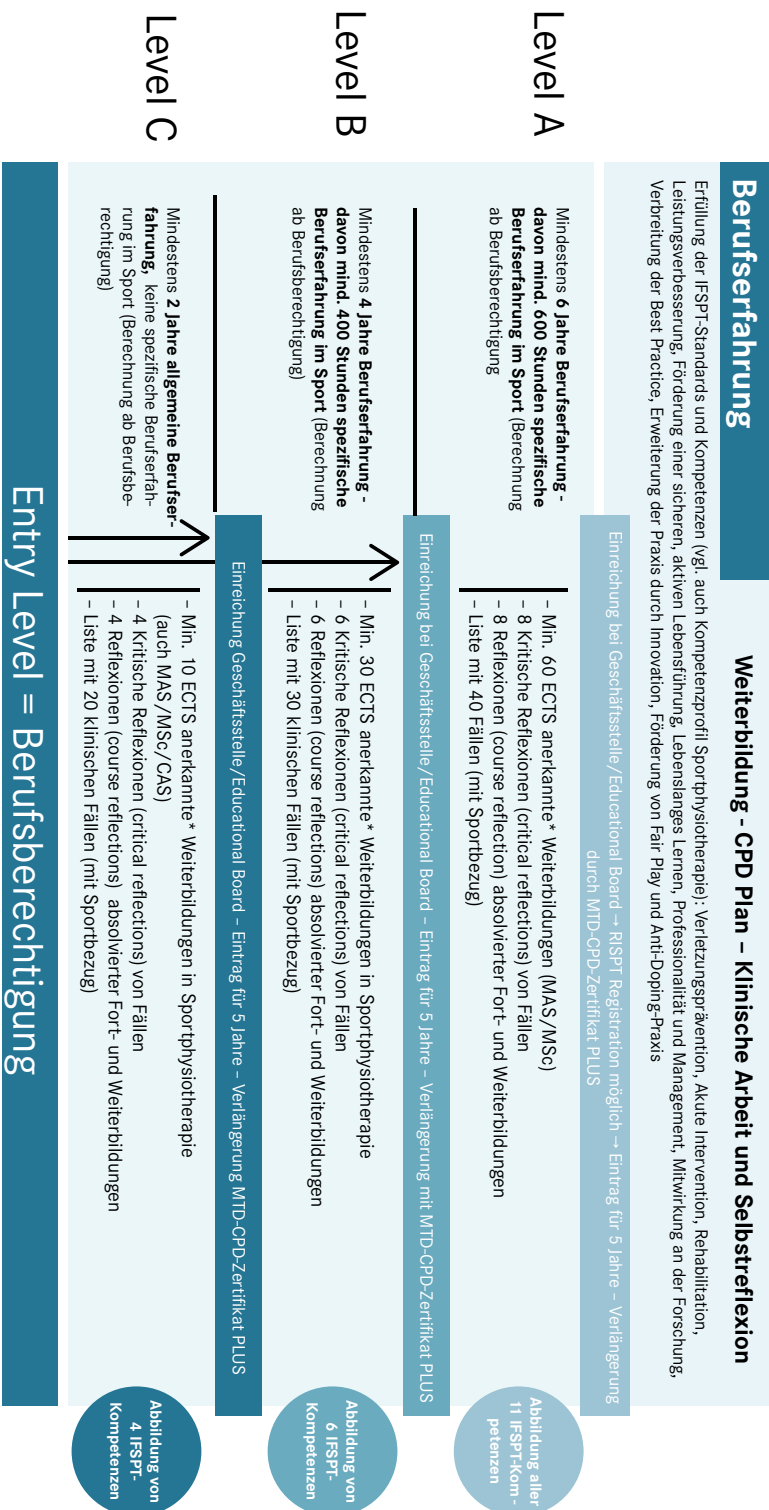 Berufserfahrung
Weiterbildung - CPD Plan – Klinische Arbeit und Selbstreflexion
Erfüllung der IFSPT-Standards und Kompetenzen (vgl. auch Kompetenzprofil Sportphysiotherapie): Verletzungsprävention, Akute Intervention, Rehabilitation,
Leistungsverbesserung, Förderung einer sicheren, aktiven Lebensführung, Lebenslanges Lernen, Professionalität und Management, Mitwirkung an der Forschung,
Verbreitung der Best Practice, Erweiterung der Praxis durch Innovation, Förderung von Fair Play und Anti-Doping-Praxis
Einreichung bei Geschäftsstelle/Educational Board → RISPT Registration möglich → Eintrag für 5 Jahre – Verlängerung
durch MTD-CPD-Zertifikat PLUS
Level A
Mindestens 6 Jahre Berufserfahrung -
davon mind. 600 Stunden spezifische
Berufserfahrung im Sport (Berechnung
ab Berufsberechtigung
– Min. 60 ECTS anerkannte* Weiterbildungen (MAS/MSc)
– 8 Kritische Reflexionen (critical reflections) von Fällen
– 8 Reflexionen (course reflection) absolvierter Fort- und Weiterbildungen
– Liste mit 40 Fällen (mit Sportbezug)
Abbildung aller
11 IFSPT-Kom-
petenzen
Einreichung bei Geschäftsstelle/Educational Board – Eintrag für 5 Jahre – Verlängerung mit MTD-CPD-Zertifikat PLUS
Level B
Mindestens 4 Jahre Berufserfahrung -
davon mind. 400 Stunden spezifische
Berufserfahrung im Sport (Berechnung
ab Berufsberechtigung)
– Min. 30 ECTS anerkannte* Weiterbildungen in Sportphysiotherapie
– 6 Kritische Reflexionen (critical reflections) von Fällen
– 6 Reflexionen (course reflections) absolvierter Fort- und Weiterbildungen
– Liste mit 30 klinischen Fällen (mit Sportbezug)
Abbildung von
6 IFSPT-
Kompetenzen
Einreichung Geschäftsstelle/Educational Board – Eintrag für 5 Jahre – Verlängerung MTD-CPD-Zertifikat PLUS
Level C
Mindestens 2 Jahre allgemeine Berufser-
fahrung, keine spezifische Berufserfah-
rung im Sport (Berechnung ab Berufsbe-
rechtigung)
– Min. 10 ECTS anerkannte* Weiterbildungen in Sportphysiotherapie
(auch MAS/MSc/CAS)
– 4 Kritische Reflexionen (critical reflections) von Fällen
– 4 Reflexionen (course reflections) absolvierter Fort- und Weiterbildungen
– Liste mit 20 klinischen Fällen (mit Sportbezug)
Abbildung von
4 IFSPT-
Kompetenzen
Entry Level = Berufsberechtigung